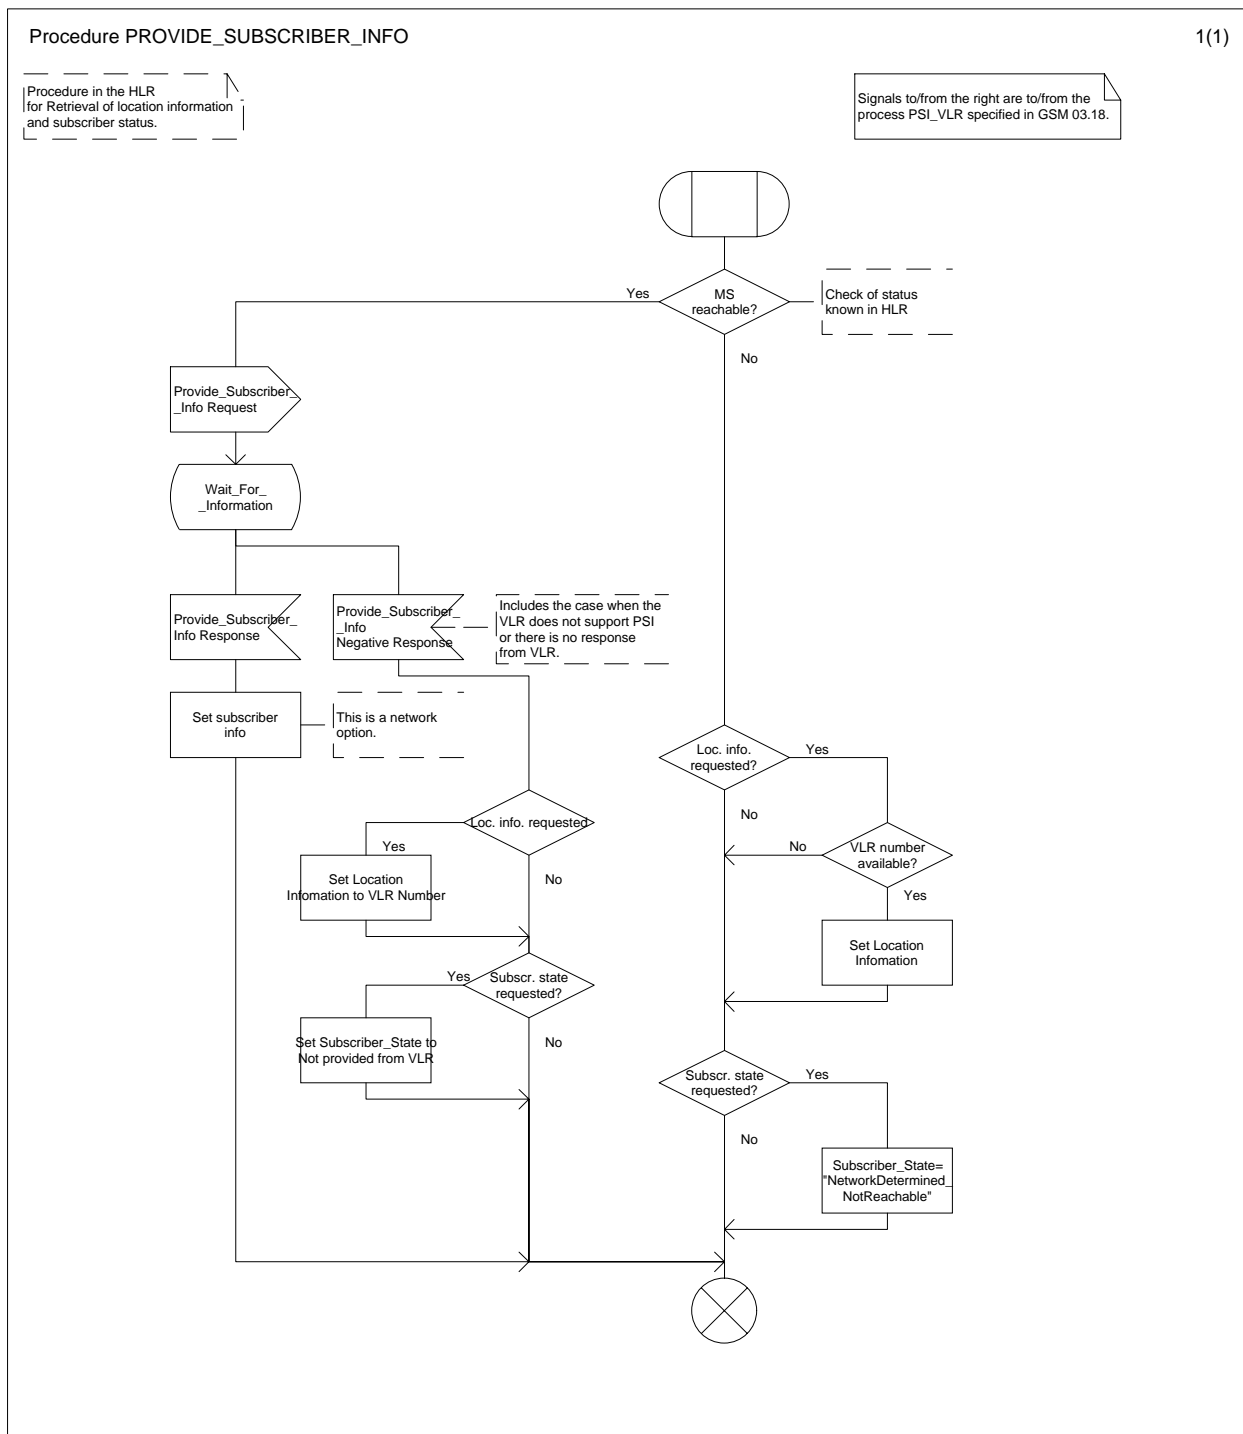 Procedure PROVIDE_SUBSCRIBER_INFO
1(1)
Procedure in the HLR
for Retrieval of location information
and subscriber status.
Signals to/from the right are to/from the
process PSI_VLR specified in GSM 03.18.
MS
reachable?
Yes
No
Check of status
known in HLR
Provide_Subscriber_
_Info Request
Wait_For_
_Information
Provide_Subscriber_
Info Response
Provide_Subscriber_
_Info
Negative Response
Includes the case when the
VLR does not support PSI
or there is no response
from VLR.
Set subscriber
info
This is a network
option.
Loc. info.
requested?
Yes
No
Loc. info. requested
Yes
No
VLR number
available?
No
Yes
Set Location
Infomation to VLR Number
Set Location
Infomation
Subscr. state
requested?
Yes
No
Set Subscriber_State to
Not provided from VLR
Subscr. state
requested?
Yes
No
Subscriber_State=
"NetworkDetermined_
NotReachable"